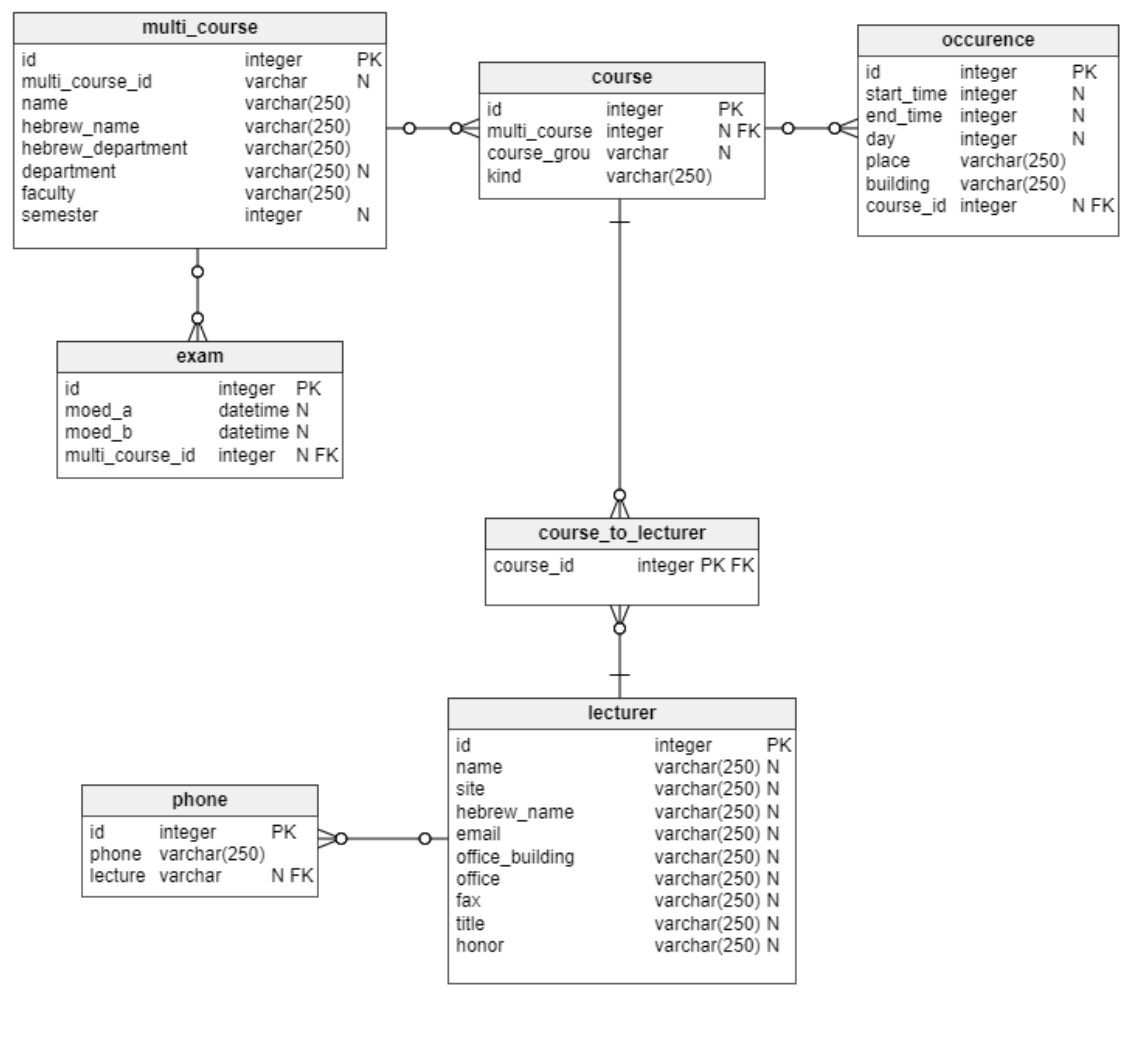 multi_course
id integer PK
multi_course_id varchar N
name varchar(250)
hebrew_name varchar(250)
hebrew_department varchar(250)
department varchar(250) N
faculty varchar(250)
semester integer N
course
id integer PK
multi_course integer N FK
course_grou varchar N
kind varchar(250)
occurence
id integer PK
start_time integer N
end_time integer N
day integer N
place varchar(250)
building varchar(250)
course_id integer N FK
exam
id integer PK
moed_a datetime N
moed_b datetime N
multi_course_id integer N FK
course_to_lecturer
course_id integer PK FK
lecturer
id integer PK
name varchar(250) N
site varchar(250) N
hebrew_name varchar(250) N
email varchar(250) N
office_building varchar(250) N
office varchar(250) N
fax varchar(250) N
title varchar(250) N
honor varchar(250) N
phone
id integer PK
phone varchar(250)
lecture varchar N FK